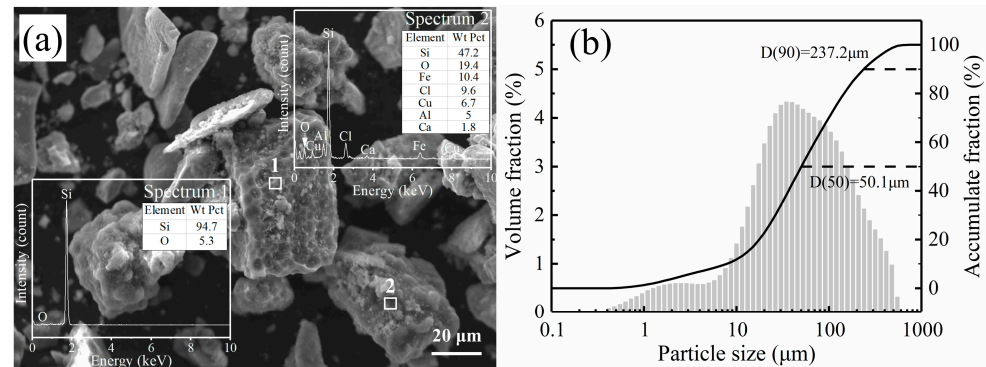 (a)
Spectrum 2
Element Wt Pct
Si 47.2
O 19.4
Fe 10.4
Cl 9.6
Cu 6.7
Al 5
Ca 1.8
Intensity (count)
Si
O
Cu
Al
Cl
Ca
Fe
Cu
0 2 4 6 8 10
Energy (keV)
1
Spectrum 1
Element Wt Pct
Si 94.7
O 5.3
Intensity (count)
Si
O
0 2 4 6 8 10
Energy (keV)
2
20 μm
(b)
D(90)=237.2μm
D(50)=50.1μm
Volume fraction (%)
6
5
4
3
2
1
0
Accumulate fraction (%)
100
80
60
40
20
0
0.1 1 10 100 1000
Particle size (μm)